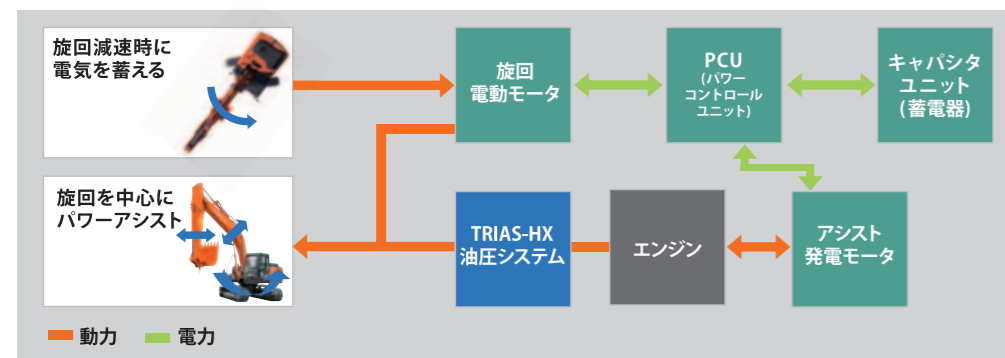 旋回減速時に
電気を蓄える
旋回
電動モータ
PCU
(パワー
コントロール
ユニット)
キャパシタ
ユニット
(蓄電器)
旋回を中心に
パワーアシスト
TRIAS-HX
油圧システム
エンジン
アシスト
発電モータ
動力
電力